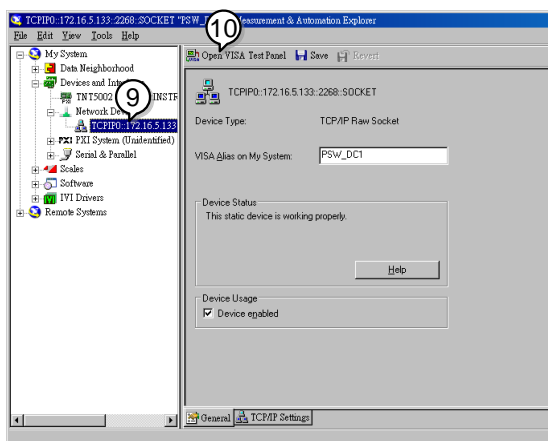 TCPIP0::172.16.5.133::2268::SOCKET "PSW_ Measurement & Automation Explorer
10
File Edit View Tools Help
My System
Data Neighborhood
Devices and
TNT5002 INSTR
9
Network
TCPIP0::172.16.5.133
PXI PXI System (Unidentified)
Serial & Parallel
Scales
Software
IVI Drivers
Remote Systems
Open VISA Test Panel Save Revert
TCPIP0::172.16.5.133::2268::SOCKET
Device Type: TCP/IP Raw Socket
VISA Alias on My System: PSW_DC1
Device Status
This static device is working properly.
Help
Device Usage
Device enabled
General TCP/IP Settings